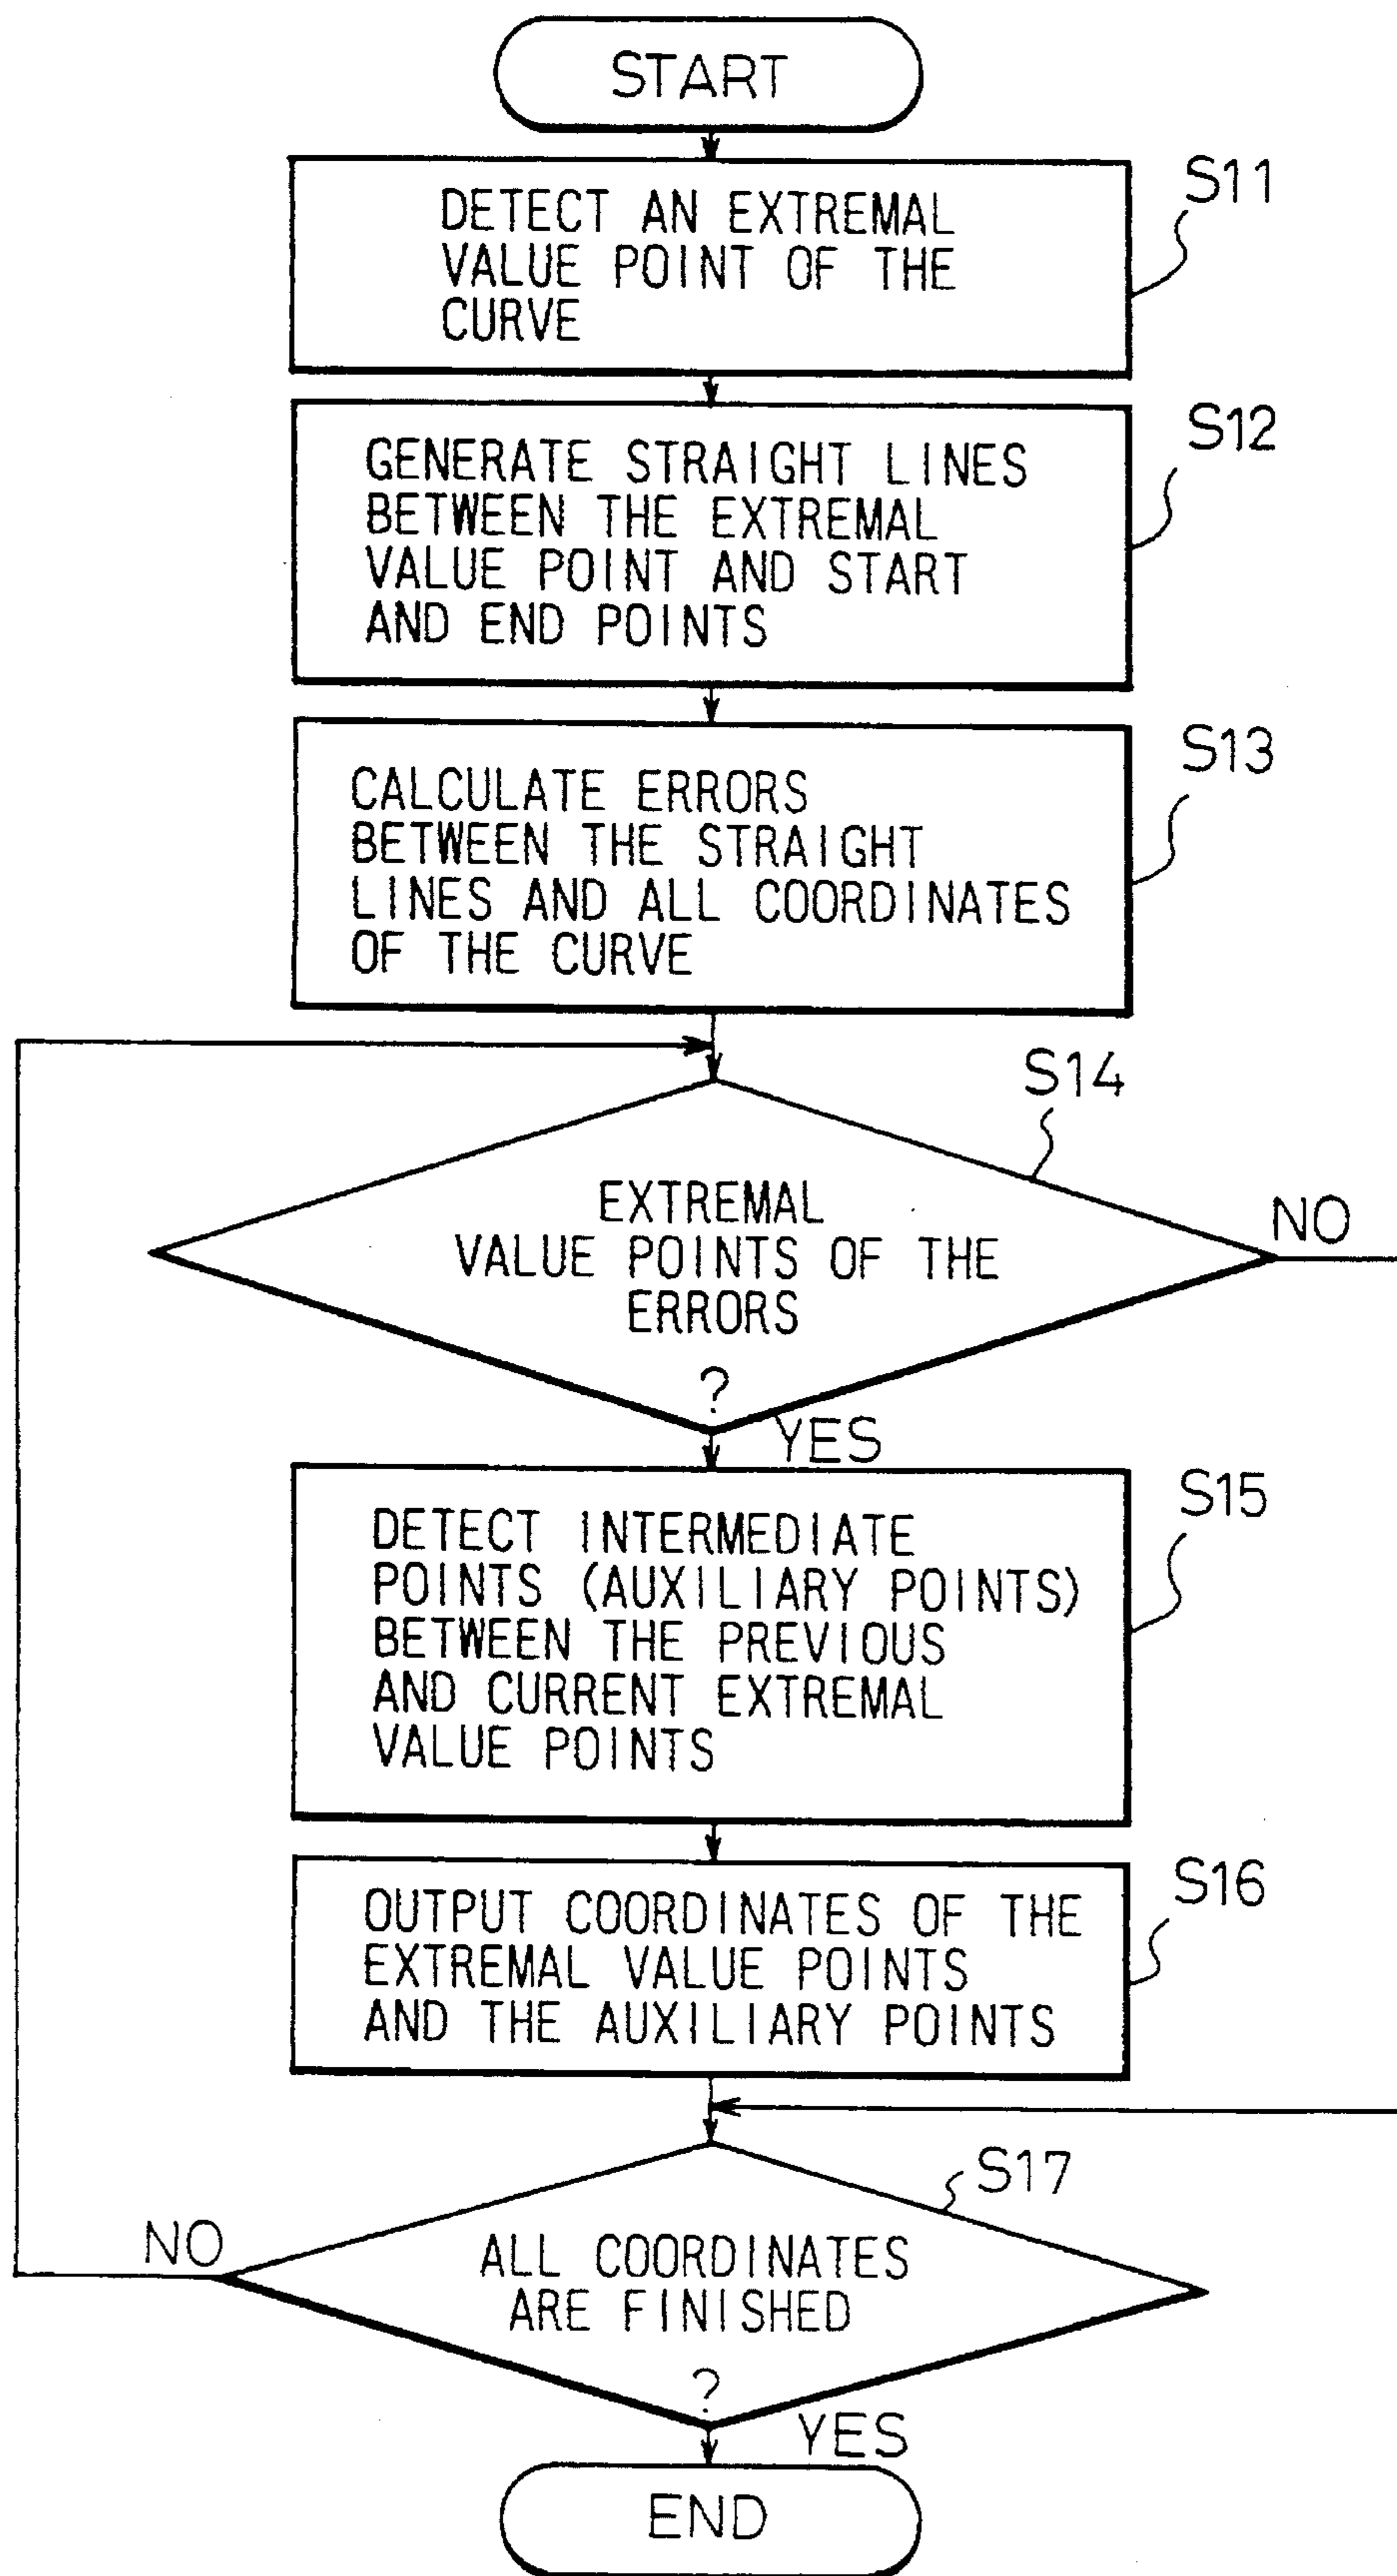 START
S11
DETECT AN EXTREMAL
VALUE POINT OF THE
CURVE
S12
GENERATE STRAIGHT LINES
BETWEEN THE EXTREMAL
VALUE POINT AND START
AND END POINTS
S13
CALCULATE ERRORS
BETWEEN THE STRAIGHT
LINES AND ALL COORDINATES
OF THE CURVE
S14
EXTREMAL
VALUE POINTS OF THE
ERRORS
?
NO
YES
S15
DETECT INTERMEDIATE
POINTS (AUXILIARY POINTS)
BETWEEN THE PREVIOUS
AND CURRENT EXTREMAL
VALUE POINTS
S16
OUTPUT COORDINATES OF THE
EXTREMAL VALUE POINTS
AND THE AUXILIARY POINTS
S17
NO
ALL COORDINATES
ARE FINISHED
?
YES
END